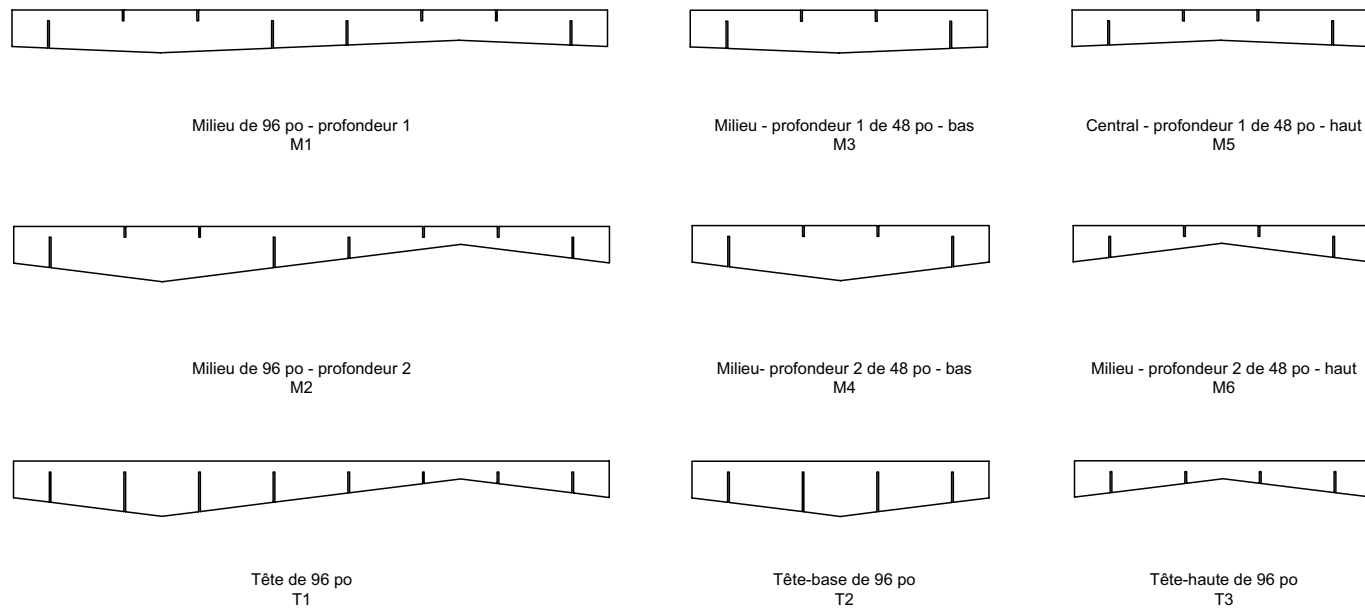 Milieu de 96 po - profondeur 1
M1
Milieu - profondeur 1 de 48 po - bas
M3
Central - profondeur 1 de 48 po - haut
M5
Milieu de 96 po - profondeur 2
M2
Milieu- profondeur 2 de 48 po - bas
M4
Milieu - profondeur 2 de 48 po - haut
M6
Tête de 96 po
T1
Tête-base de 96 po
T2
Tête-haute de 96 po
T3